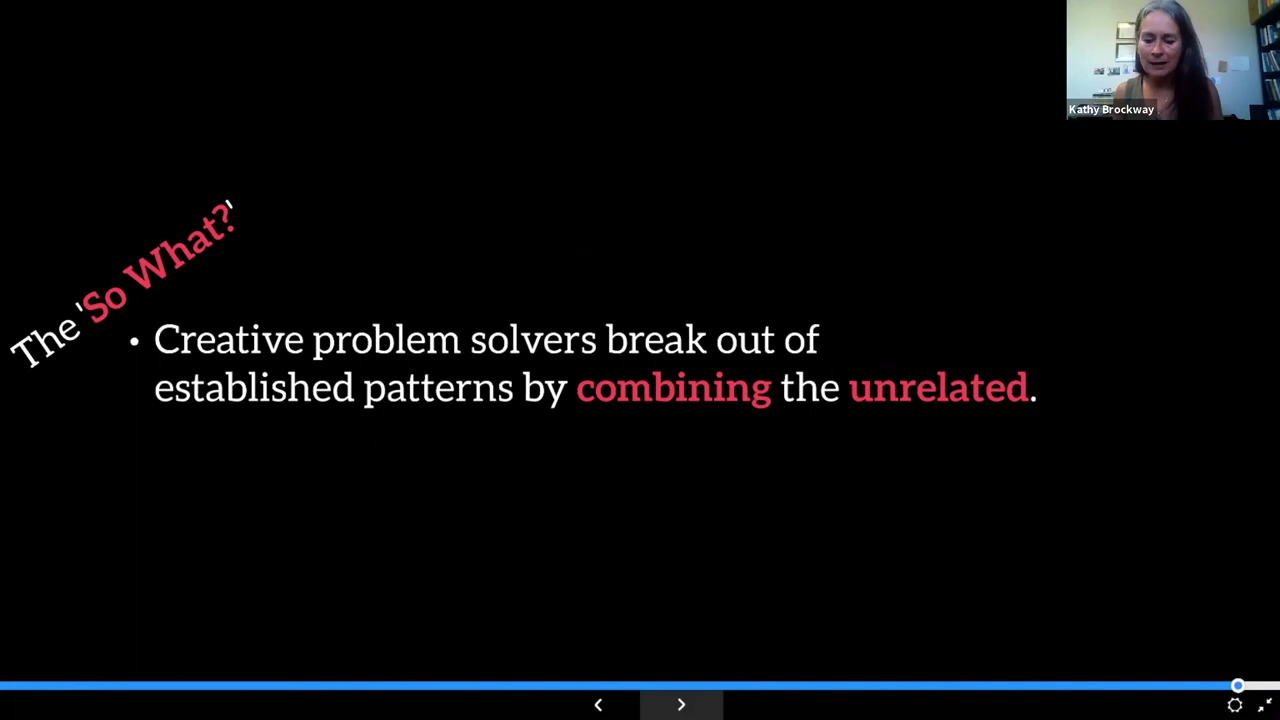 Kathy Brockway
The 'So What?'
• Creative problem solvers break out of
established patterns by combining the unrelated.